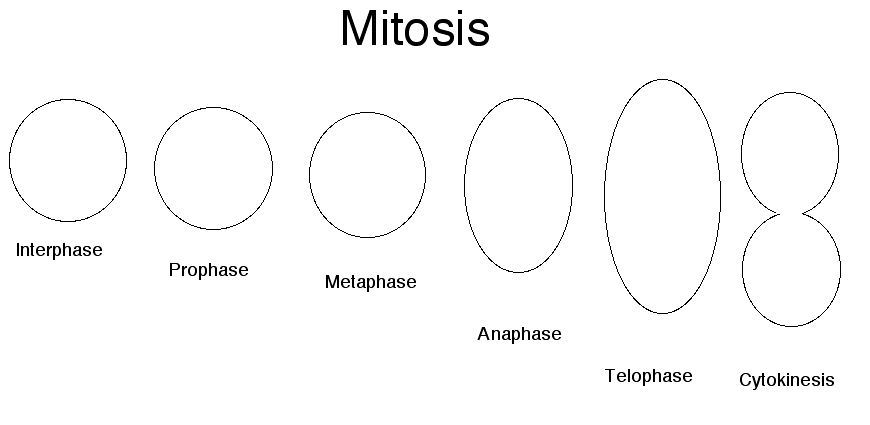 Mitosis
Interphase
Prophase
Metaphase
Anaphase
Telophase
Cytokinesis